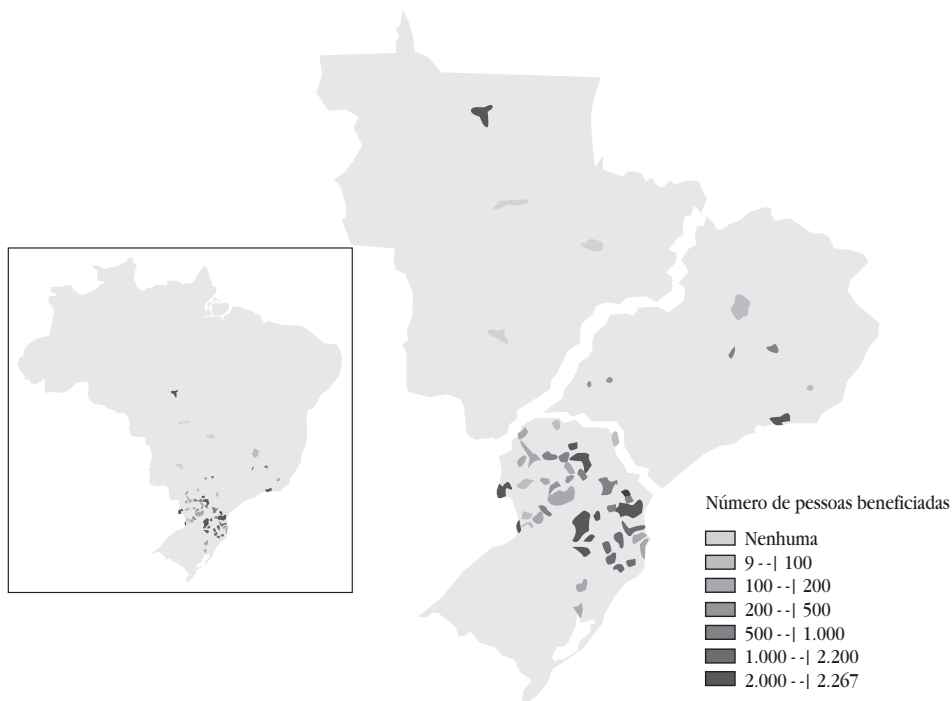 Número de pessoas beneficiadas
Nenhuma
9 --| 100
100 --| 200
200 --| 500
500 --| 1.000
1.000 --| 2.200
2.000 --| 2.267